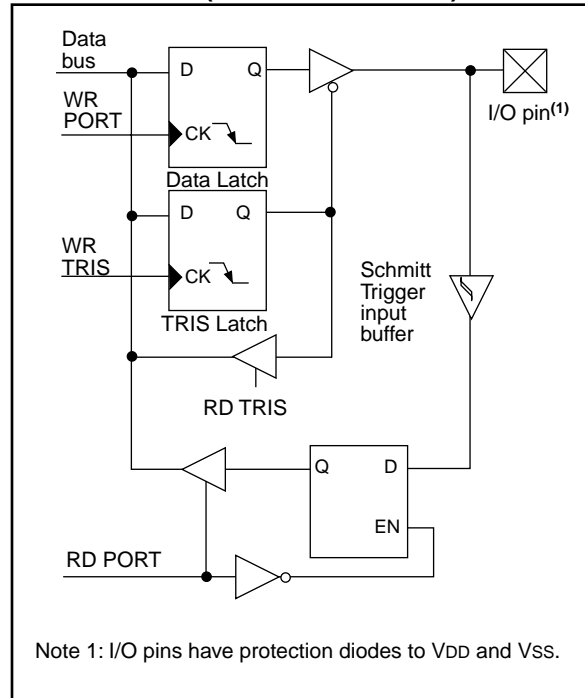 Data
bus
D
Q
WR
PORT
CK
I/O pin(1)
Data Latch
D
Q
WR
TRIS
CK
Schmitt
Trigger
input
buffer
TRIS Latch
RD TRIS
Q
D
EN
RD PORT
Note 1: I/O pins have protection diodes to VDD and VSS.